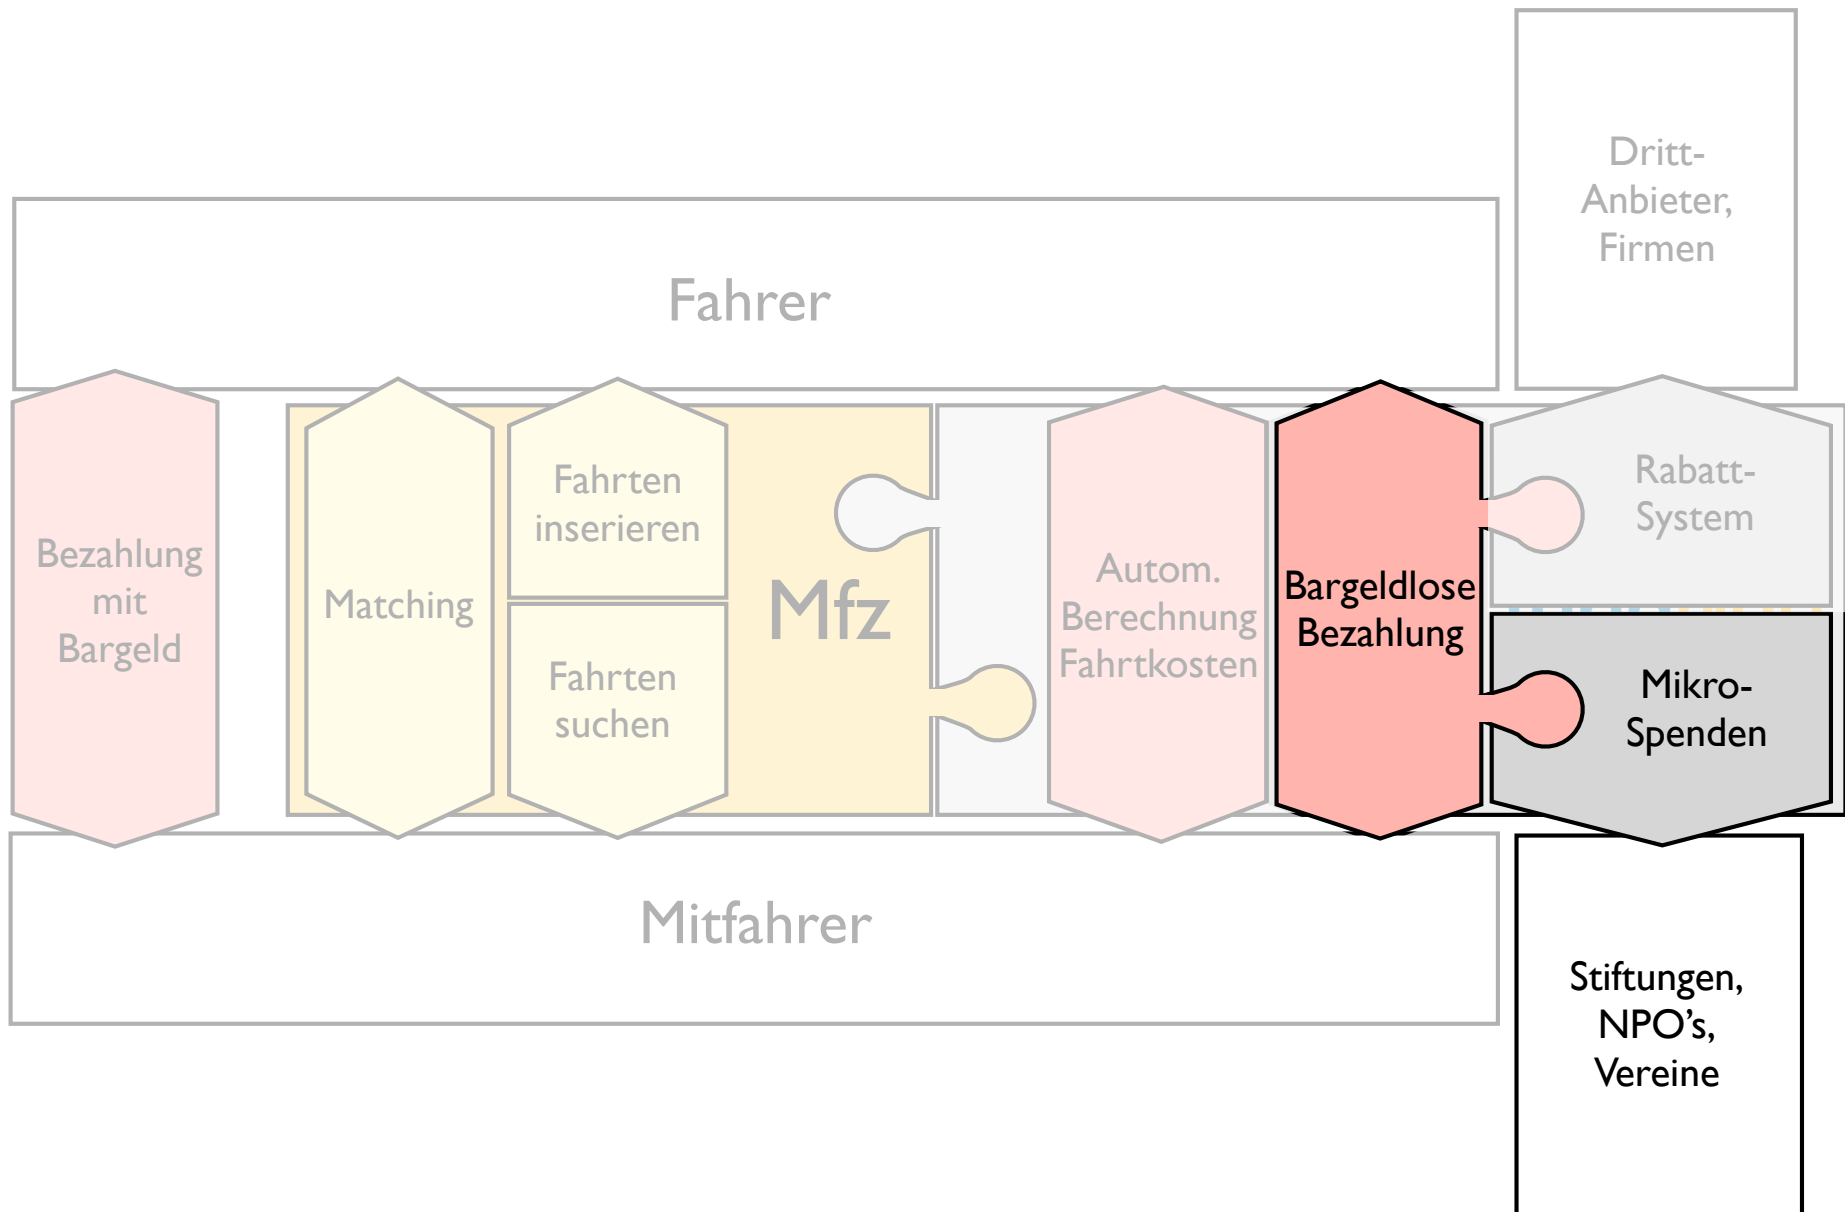 Dritt-
Anbieter,
Firmen
Fahrer
Bezahlung
mit
Bargeld
Matching
Fahrten
inserieren
Fahrten
suchen
Mfz
Autom.
Berechnung
Fahrtkosten
Bargeldlose
Bezahlung
Rabatt-
System
Mikro-
Spenden
Mitfahrer
Stiftungen,
NPO’s,
Vereine